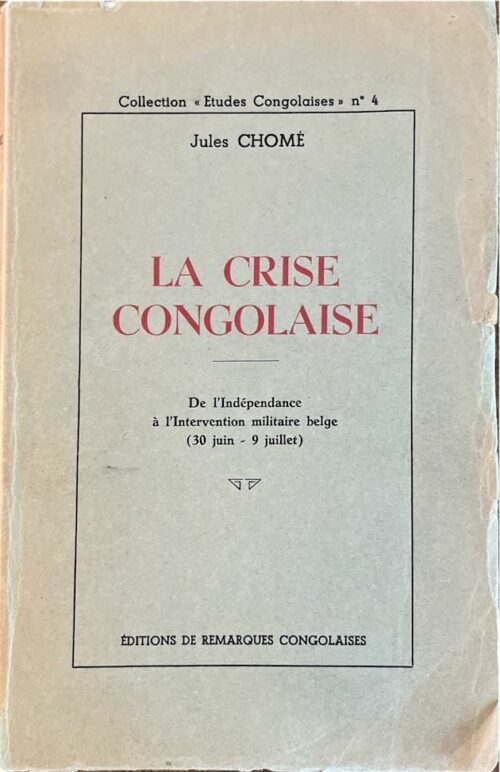 Collection « Etudes Congolaises » n° 4
Jules CHOMÉ
LA CRISE
CONGOLAISE
De l'Indépendance
à l'Intervention militaire belge
(30 juin - 9 juillet)
ÉDITIONS DE REMARQUES CONGOLAISES